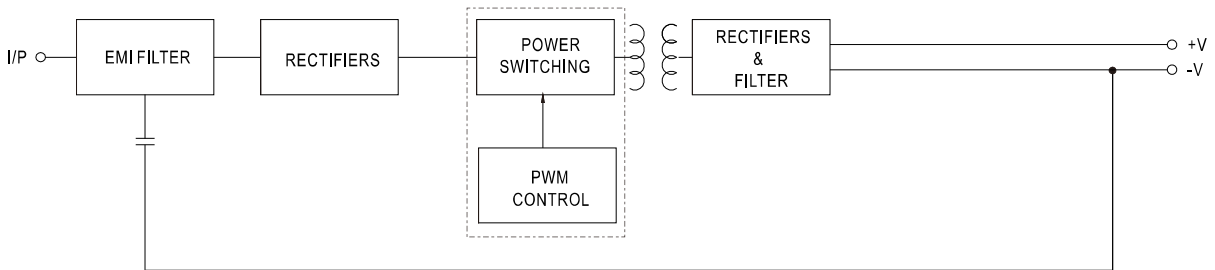 I/P
EMI FILTER
RECTIFIERS
POWER
SWITCHING
PWM
CONTROL
RECTIFIERS
&
FILTER
+V
-V